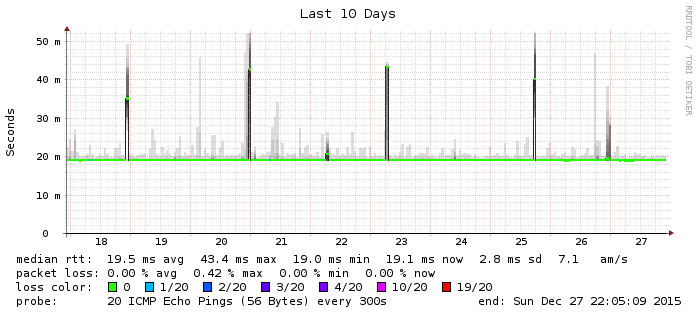 Last 10 Days
RRDTOOL / TOBI OETIKER
Seconds
50 m
40 m
30 m
20 m
10 m
0
18 19 20 21 22 23 24 25 26 27
median rtt: 19.5 ms avg 43.4 ms max 19.0 ms min 19.1 ms now 2.8 ms sd 7.1 am/s
packet loss: 0.00 % avg 0.42 % max 0.00 % min 0.00 % now
loss color: 0 1/20 2/20 3/20 4/20 10/20 19/20
probe: 20 ICMP Echo Pings (56 Bytes) every 300s end: Sun Dec 27 22:05:09 2015